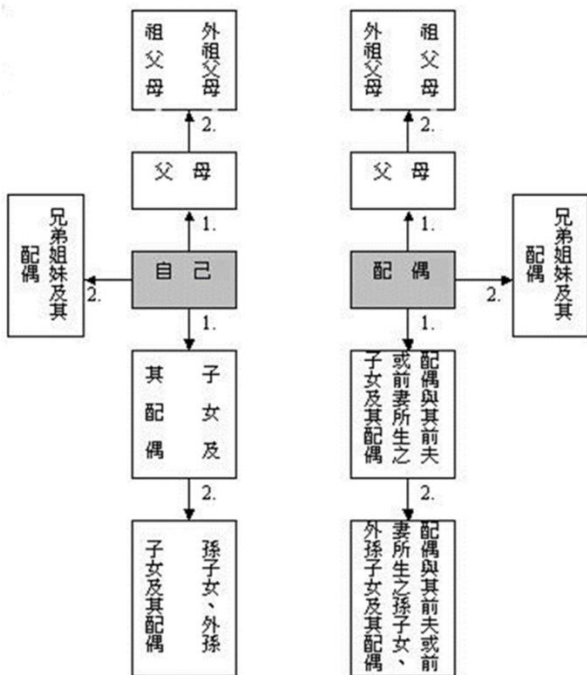 外祖父母
祖父母
2.
父母
1.
自己
2.
兄弟姐妹及其
配偶
1.
子女及
其配偶
2.
孫子女、外孫
子女及其配偶
祖父母
外祖父母
2.
父母
1.
配偶
2.
兄弟姐妹及其
配偶
1.
配偶與其前夫
或前妻所生之
子女及其配偶
2.
配偶與其前夫或前
妻所生之孫子女、
外孫子女及其配偶